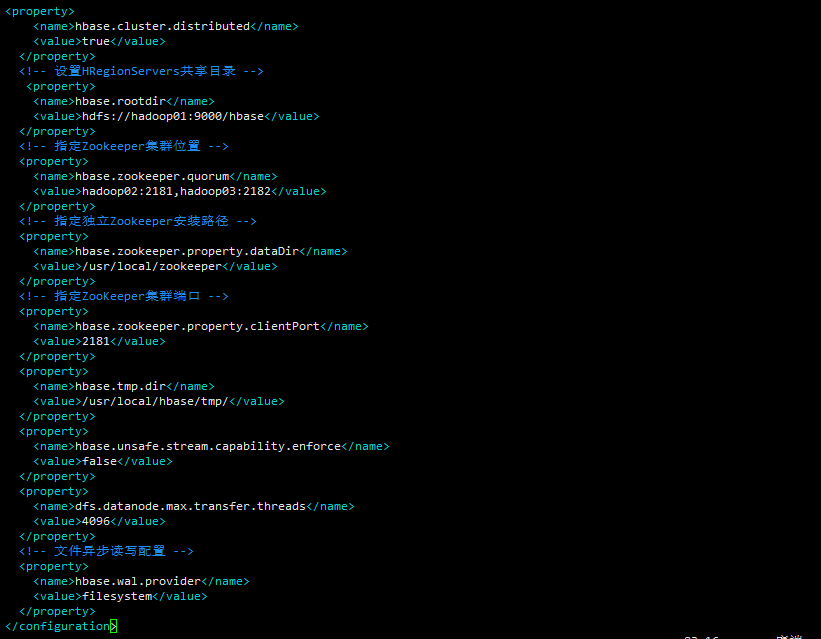 <property>
<name>hbase.cluster.distributed</name>
<value>true</value>
</property>
<!-- 设置HRegionServers共享目录 -->
<property>
<name>hbase.rootdir</name>
<value>hdfs://hadoop01:9000/hbase</value>
</property>
<!-- 指定Zookeeper集群位置 -->
<property>
<name>hbase.zookeeper.quorum</name>
<value>hadoop02:2181,hadoop03:2182</value>
</property>
<!-- 指定独立Zookeeper安装路径 -->
<property>
<name>hbase.zookeeper.property.dataDir</name>
<value>/usr/local/zookeeper</value>
</property>
<!-- 指定ZooKeeper集群端口 -->
<property>
<name>hbase.zookeeper.property.clientPort</name>
<value>2181</value>
</property>
<property>
<name>hbase.tmp.dir</name>
<value>/usr/local/hbase/tmp/</value>
</property>
<property>
<name>hbase.unsafe.stream.capability.enforce</name>
<value>false</value>
</property>
<property>
<name>dfs.datanode.max.transfer.threads</name>
<value>4096</value>
</property>
<!-- 文件异步读写配置 -->
<property>
<name>hbase.wal.provider</name>
<value>filesystem</value>
</property>
</configuration>